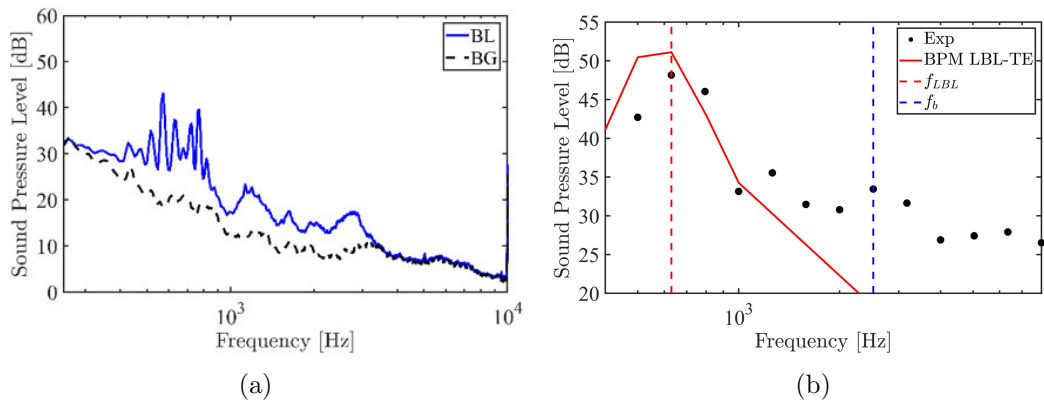 60
50
40
30
20
10
0
Sound Pressure Level [dB]
BL
BG
10^3
10^4
Frequency [Hz]
(a)
55
50
45
40
35
30
25
20
Sound Pressure Level [dB]
Exp
BPM LBL-TE
f_{LBL}
f_b
10^3
Frequency [Hz]
(b)